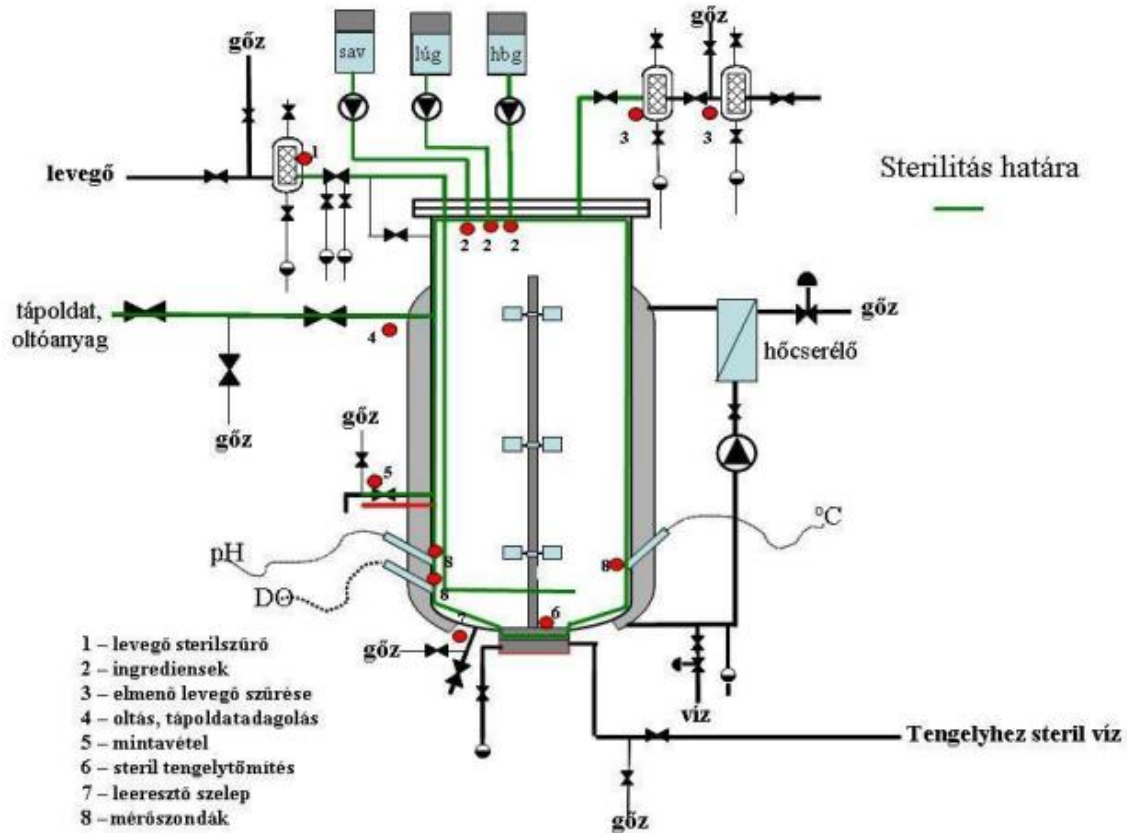 gőz
sav
lúg
hbg
gőz
1
3
3
levegő
Sterilitás határa
2
2
2
tápoldat,
oltóanyag
4
gőz
hőcserélő
gőz
gőz
5
°C
pH
8
8
DO
8
6
7
gőz
víz
1 – levegő sterilszűrő
2 – ingrediensek
3 – elmenő levegő szűrése
4 – oltás, tápoldatadagolás
5 – mintavétel
6 – steril tengelytömítés
7 – leeresztő szelep
8 – mérőszondák
Tengelyhez steril víz
gőz